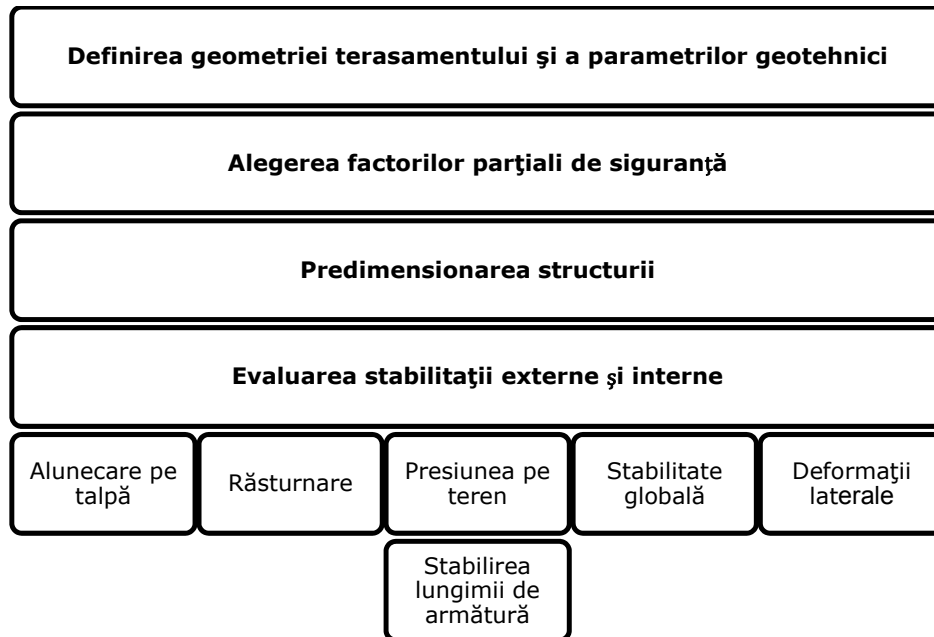 Definirea geometriei terasamentului şi a parametrilor geotehnici
Alegerea factorilor parţiali de siguranţă
Predimensionarea structurii
Evaluarea stabilitaţii externe şi interne
Alunecare pe
talpă
Răsturnare
Presiunea pe
teren
Stabilitate
globală
Deformaţii
laterale
Stabilirea
lungimii de
armătură